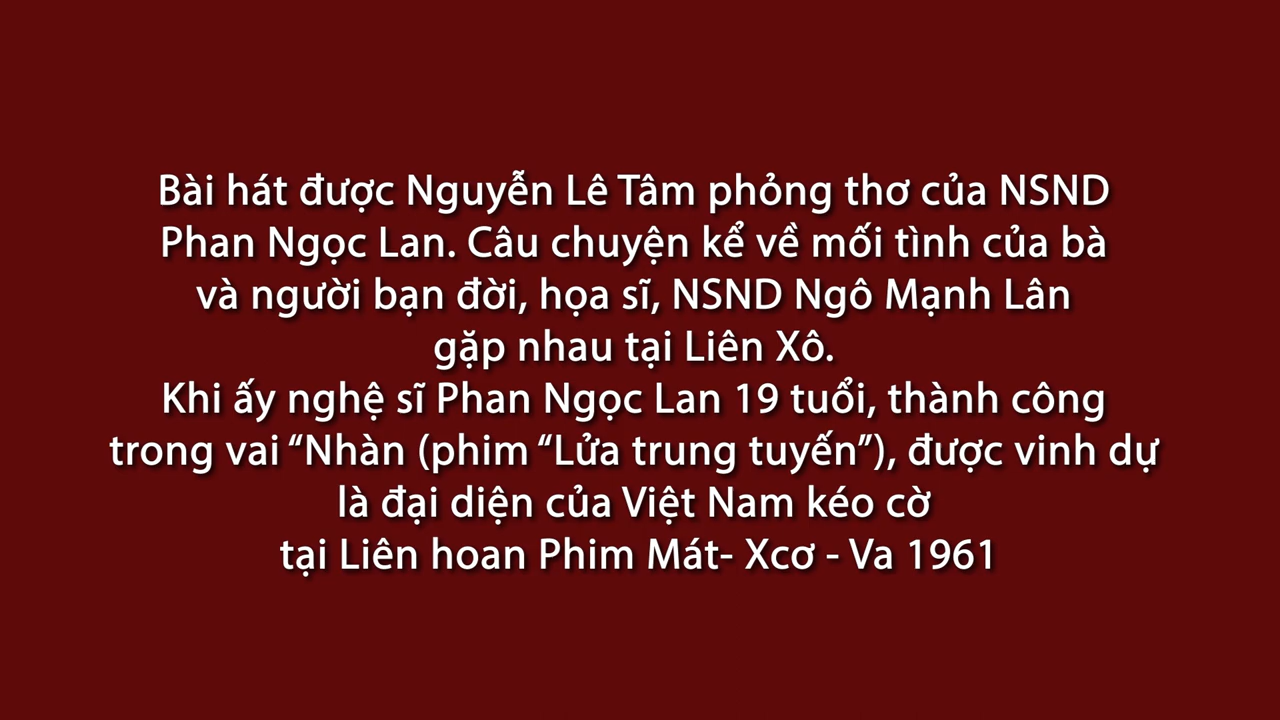 Bài hát được Nguyễn Lê Tâm phỏng thơ của NSND
Phan Ngọc Lan. Câu chuyện kể về mối tình của bà
và người bạn đời, họa sĩ, NSND Ngô Mạnh Lân
gặp nhau tại Liên Xô.
Khi ấy nghệ sĩ Phan Ngọc Lan 19 tuổi, thành công
trong vai “Nhàn (phim “Lửa trung tuyến”), được vinh dự
là đại diện của Việt Nam kéo cờ
tại Liên hoan Phim Mát- Xcơ - Va 1961